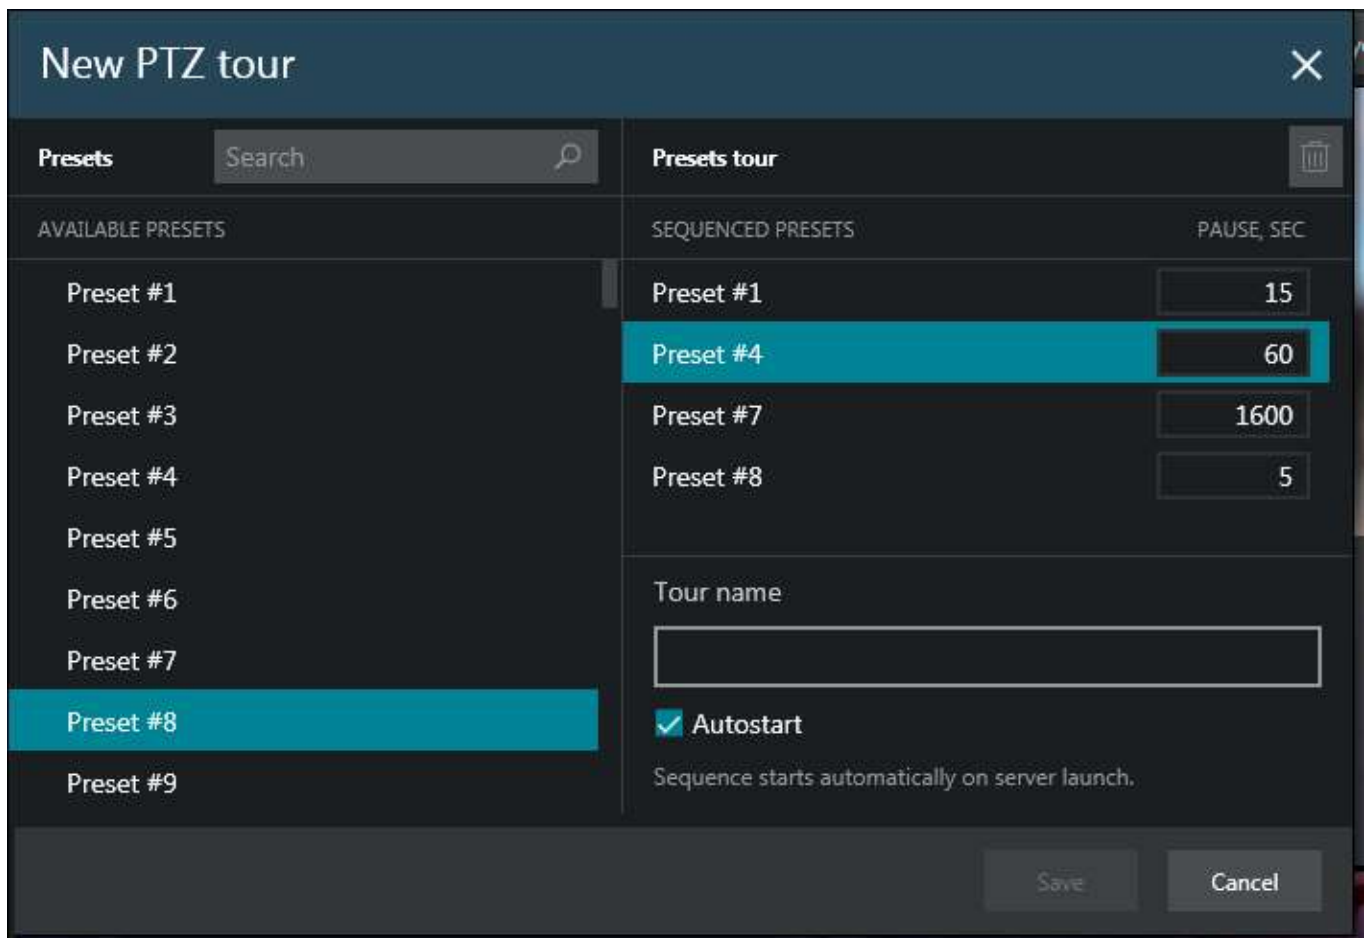 New PTZ tour
Presets
Search
Presets tour
AVAILABLE PRESETS
SEQUENCED PRESETS PAUSE, SEC
Preset #1
Preset #2
Preset #3
Preset #4
Preset #5
Preset #6
Preset #7
Preset #8
Preset #9
Preset #1 15
Preset #4 60
Preset #7 1600
Preset #8 5
Tour name
Autostart
Sequence starts automatically on server launch.
Save
Cancel